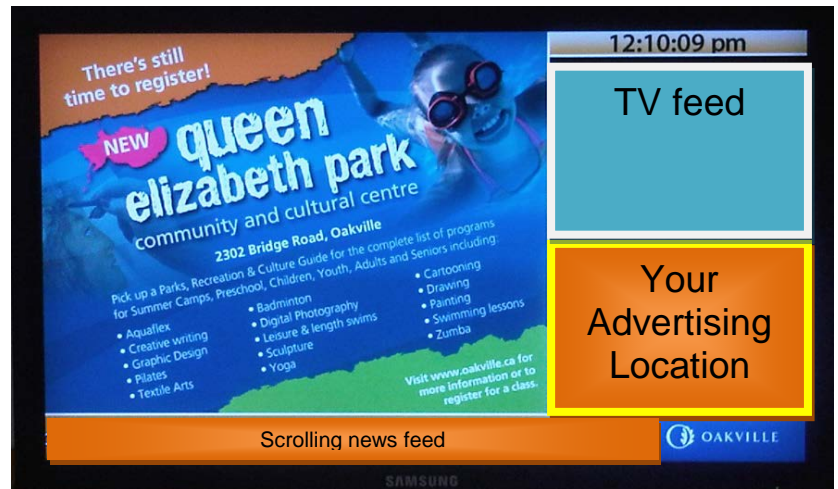 There's still
time to register!
NEW queen
elizabeth park
community and cultural centre
2302 Bridge Road, Oakville
Pick up a Parks, Recreation & Culture Guide for the complete list of programs
for Summer Camps, Preschool, Children, Youth, Adults and Seniors including:
• Aquaflex
• Creative writing
• Graphic Design
• Pilates
• Textile Arts
• Badminton
• Digital Photography
• Leisure & length swims
• Sculpture
• Yoga
• Cartooning
• Drawing
• Painting
• Swimming lessons
• Zumba
Visit www.oakville.ca for
more information or to
register for a class.
12:10:09 pm
TV feed
Your
Advertising
Location
Scrolling news feed
OAKVILLE
SAMSUNG